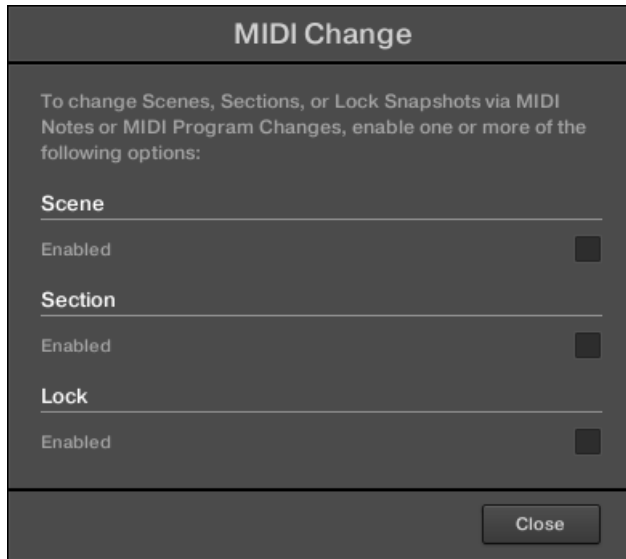 MIDI Change
To change Scenes, Sections, or Lock Snapshots via MIDI
Notes or MIDI Program Changes, enable one or more of the
following options:
Scene
Enabled
Section
Enabled
Lock
Enabled
Close